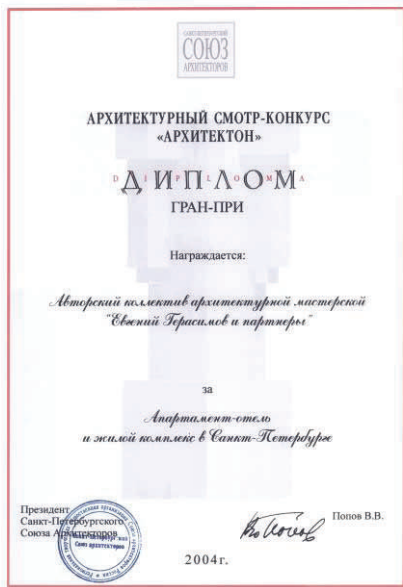 САНКТ-ПЕТЕРБУРГСКИЙ
СОЮЗ
АРХИТЕКТОРОВ
АРХИТЕКТУРНЫЙ СМОТР-КОНКУРС
«АРХИТЕКТОН»
ДИПЛОМ
DIPLOMA
ГРАН-ПРИ
Награждается:
Авторский коллектив архитектурной мастерской
"Евгений Герасимов и партнеры"
за
Апартамент-отель
и жилой комплекс в Санкт-Петербурге
Президент
Санкт-Петербургского
Союза Архитекторов
Попов В.В.
2004г.